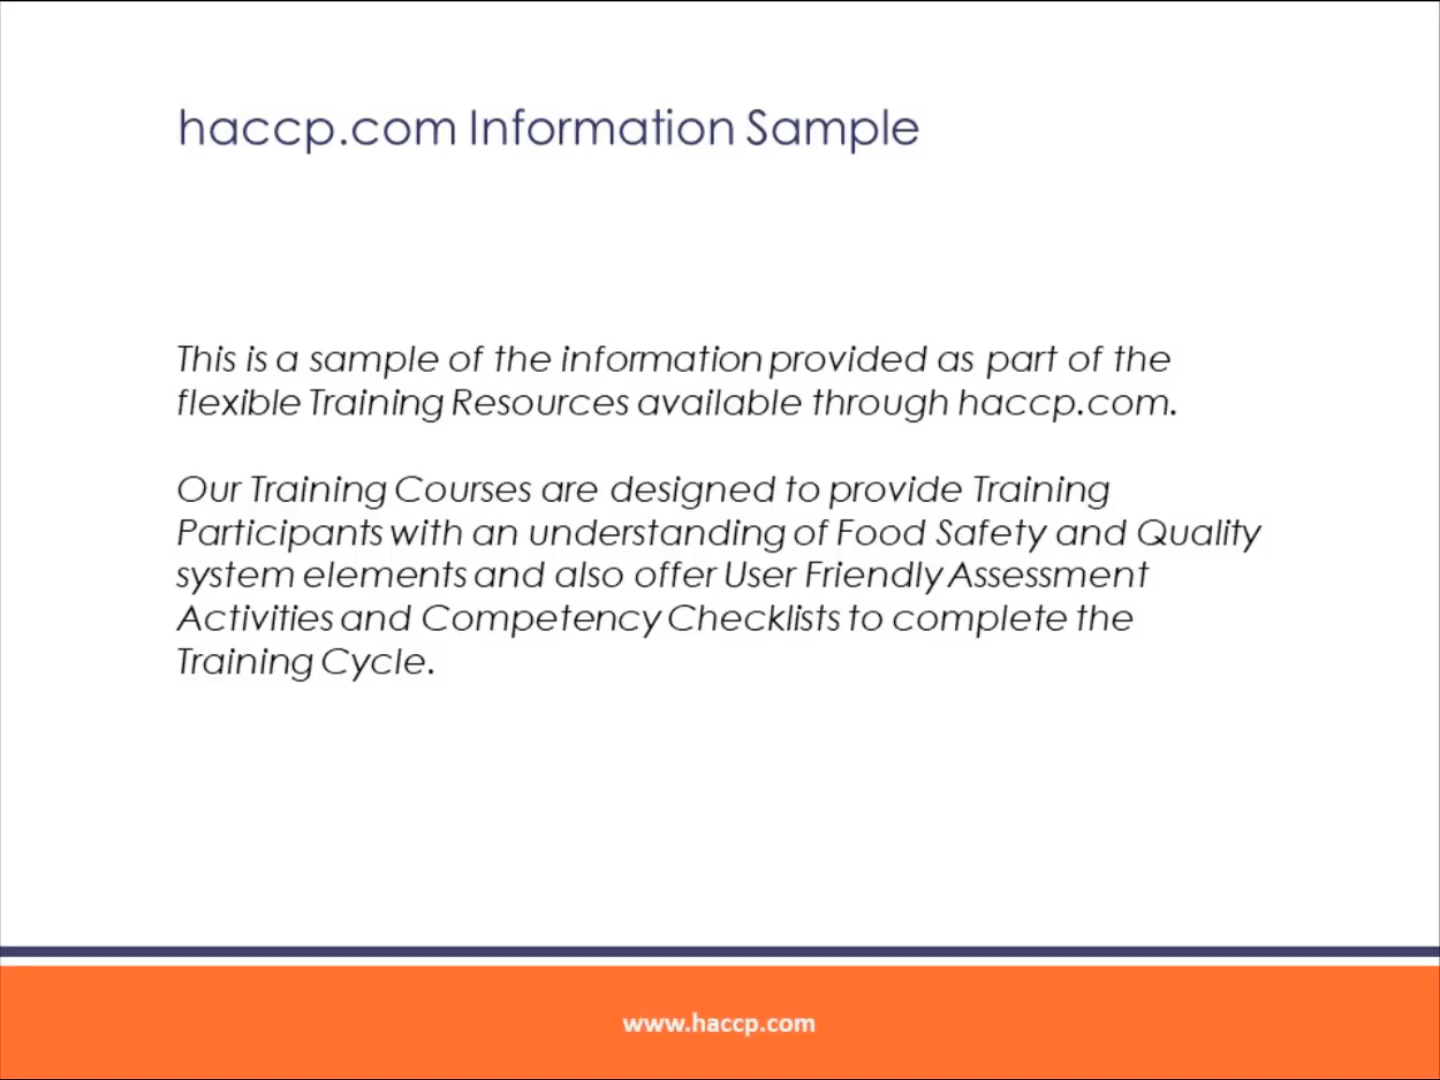 haccp.com Information Sample
This is a sample of the information provided as part of the
flexible Training Resources available through haccp.com.
Our Training Courses are designed to provide Training
Participants with an understanding of Food Safety and Quality
system elements and also offer User Friendly Assessment
Activities and Competency Checklists to complete the
Training Cycle.
www.haccp.com